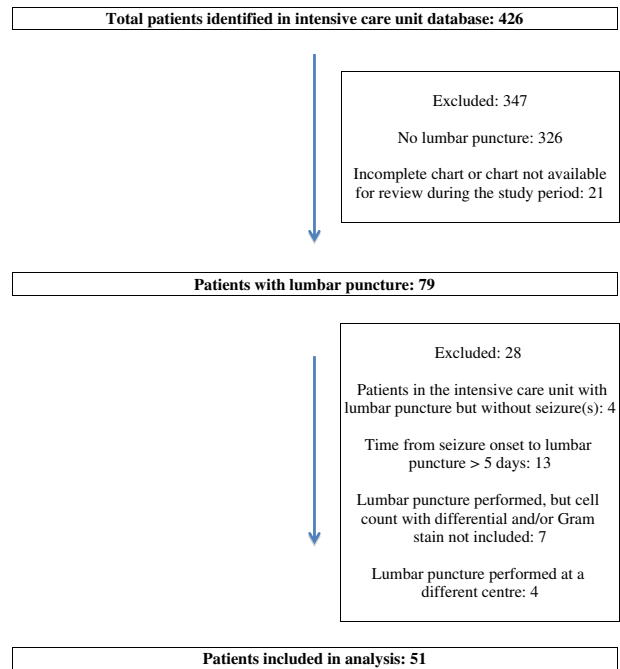 Total patients identified in intensive care unit database: 426
Excluded: 347
No lumbar puncture: 326
Incomplete chart or chart not available
for review during the study period: 21
Patients with lumbar puncture: 79
Excluded: 28
Patients in the intensive care unit with
lumbar puncture but without seizure(s): 4
Time from seizure onset to lumbar
puncture > 5 days: 13
Lumbar puncture performed, but cell
count with differential and/or Gram
stain not included: 7
Lumbar puncture performed at a
different centre: 4
Patients included in analysis: 51